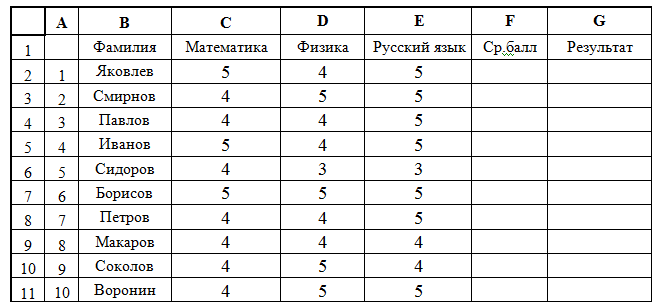 A B C D E F G
1 Фамилия Математика Физика Русский язык Ср.балл Результат
2 1 Яковлев 5 4 5
3 2 Смирнов 4 5 5
4 3 Павлов 4 4 5
5 4 Иванов 5 4 5
6 5 Сидоров 4 3 3
7 6 Борисов 5 5 5
8 7 Петров 4 4 5
9 8 Макаров 4 4 4
10 9 Соколов 4 5 4
11 10 Воронин 4 5 5